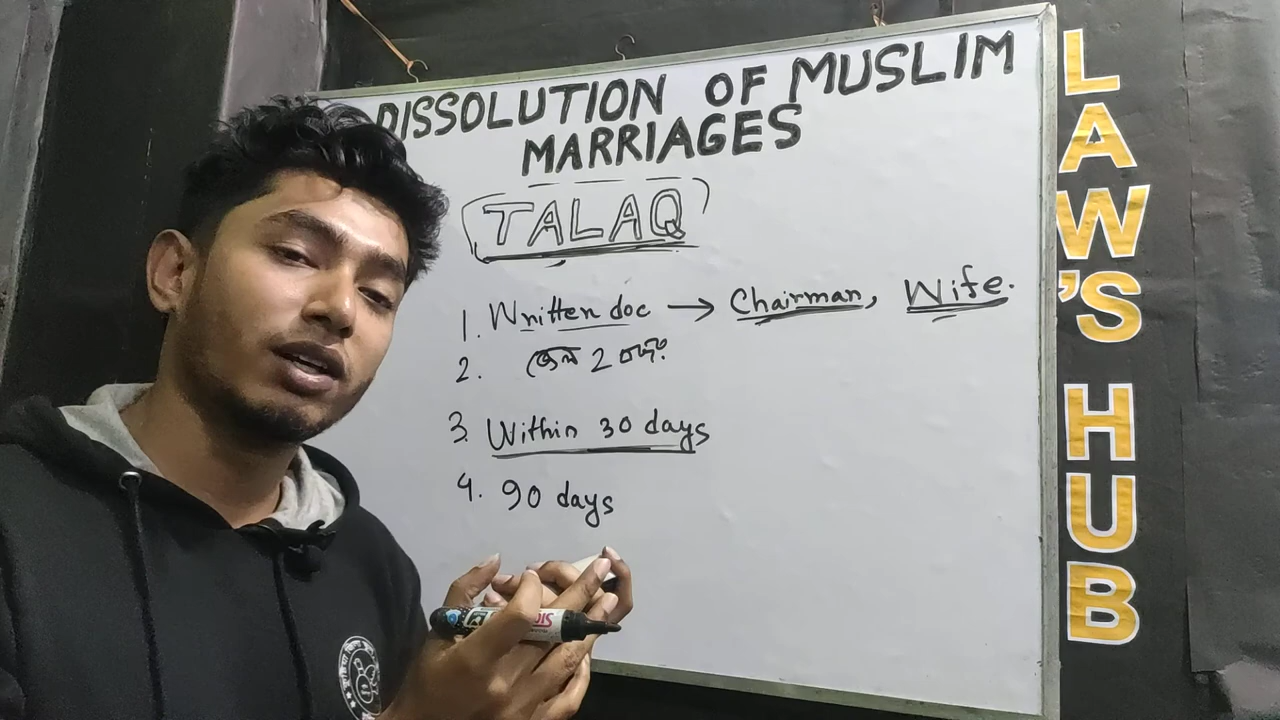 DISSOLUTION OF MUSLIM
MARRIAGES
TALAQ
1. Written doc → Chairman, Wife.
2. জেল 2
3. Within 30 days
4. 90 days
LAW'S HUB